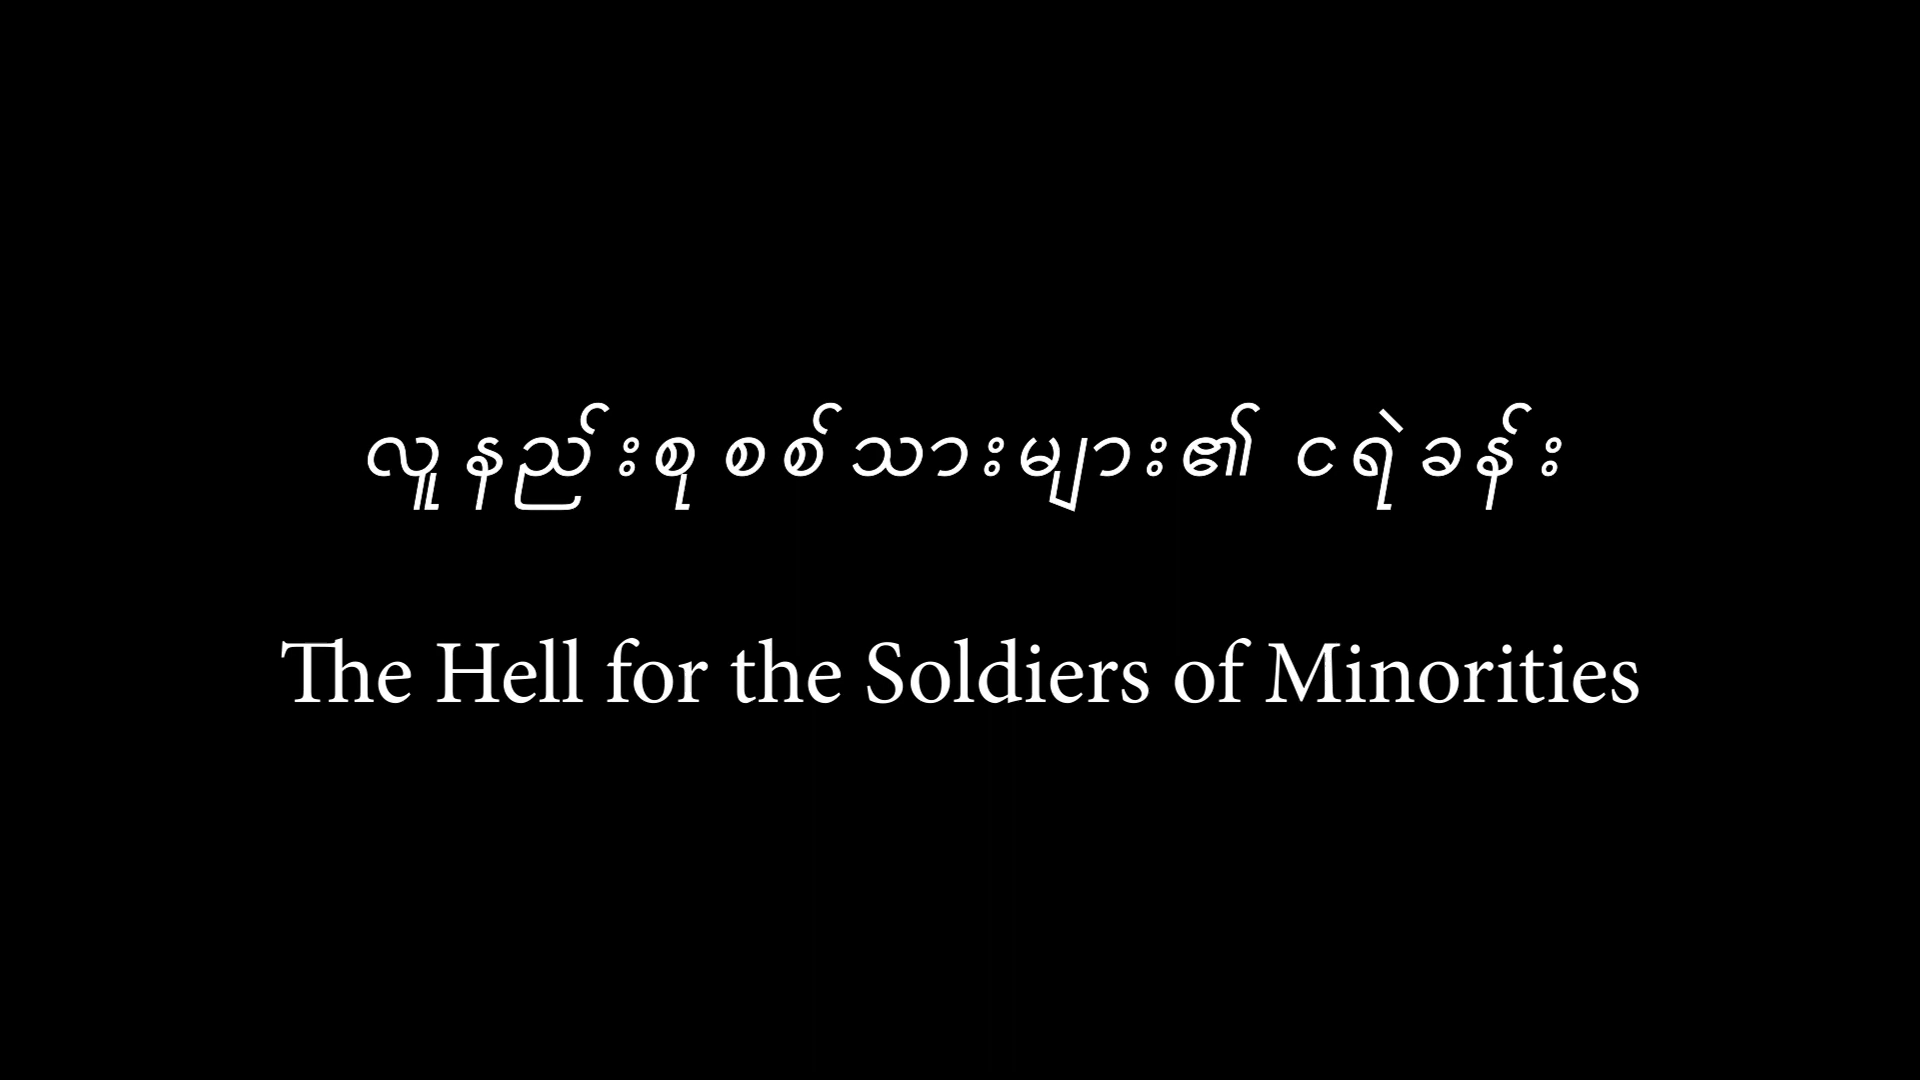 လူနည်းစု စစ်သားများ၏ ငရဲခန်း
The Hell for the Soldiers of Minorities